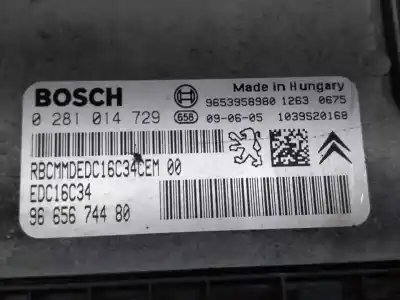 BOSCH
Made in Hungary
9653958980 1263 0675
0 281 014 729
658
09-06-05
1039S20168
RBCMMDEDC16C34CEM 00
EDC16C34
96 656 744 80